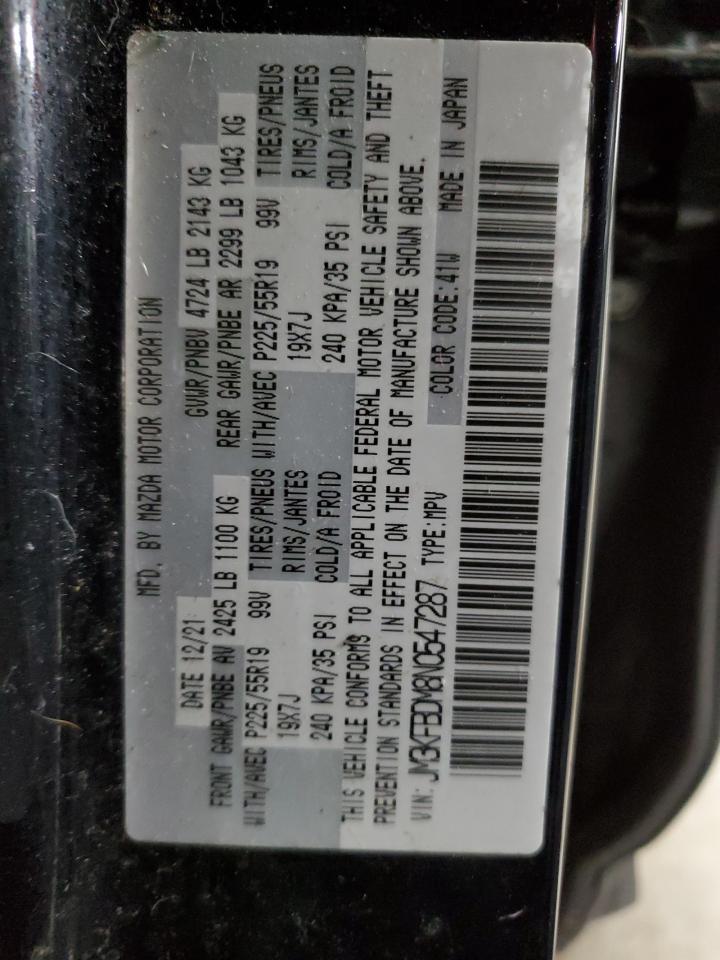 MFD. BY MAZDA MOTOR CORPORATION
DATE 12/21 GVWR/PNBV 4724 LB 2143 KG
FRONT GAWR/PNBE AV 2425 LB 1100 KG REAR GAWR/PNBE AR 2299 LB 1043 KG
WITH/AVEC P225/55R19 99V TIRES/PNEUS WITH/AVEC P225/55R19 99V TIRES/PNEUS
19X7J RIMS/JANTES 19X7J RIMS/JANTES
240 KPA/35 PSI COLD/A FROID 240 KPA/35 PSI COLD/A FROID
THIS VEHICLE CONFORMS TO ALL APPLICABLE FEDERAL MOTOR VEHICLE SAFETY AND THEFT
PREVENTION STANDARDS IN EFFECT ON THE DATE OF MANUFACTURE SHOWN ABOVE.
VIN: JM3KFBDM8N0547287 TYPE:MPV COLOR CODE:41W MADE IN JAPAN